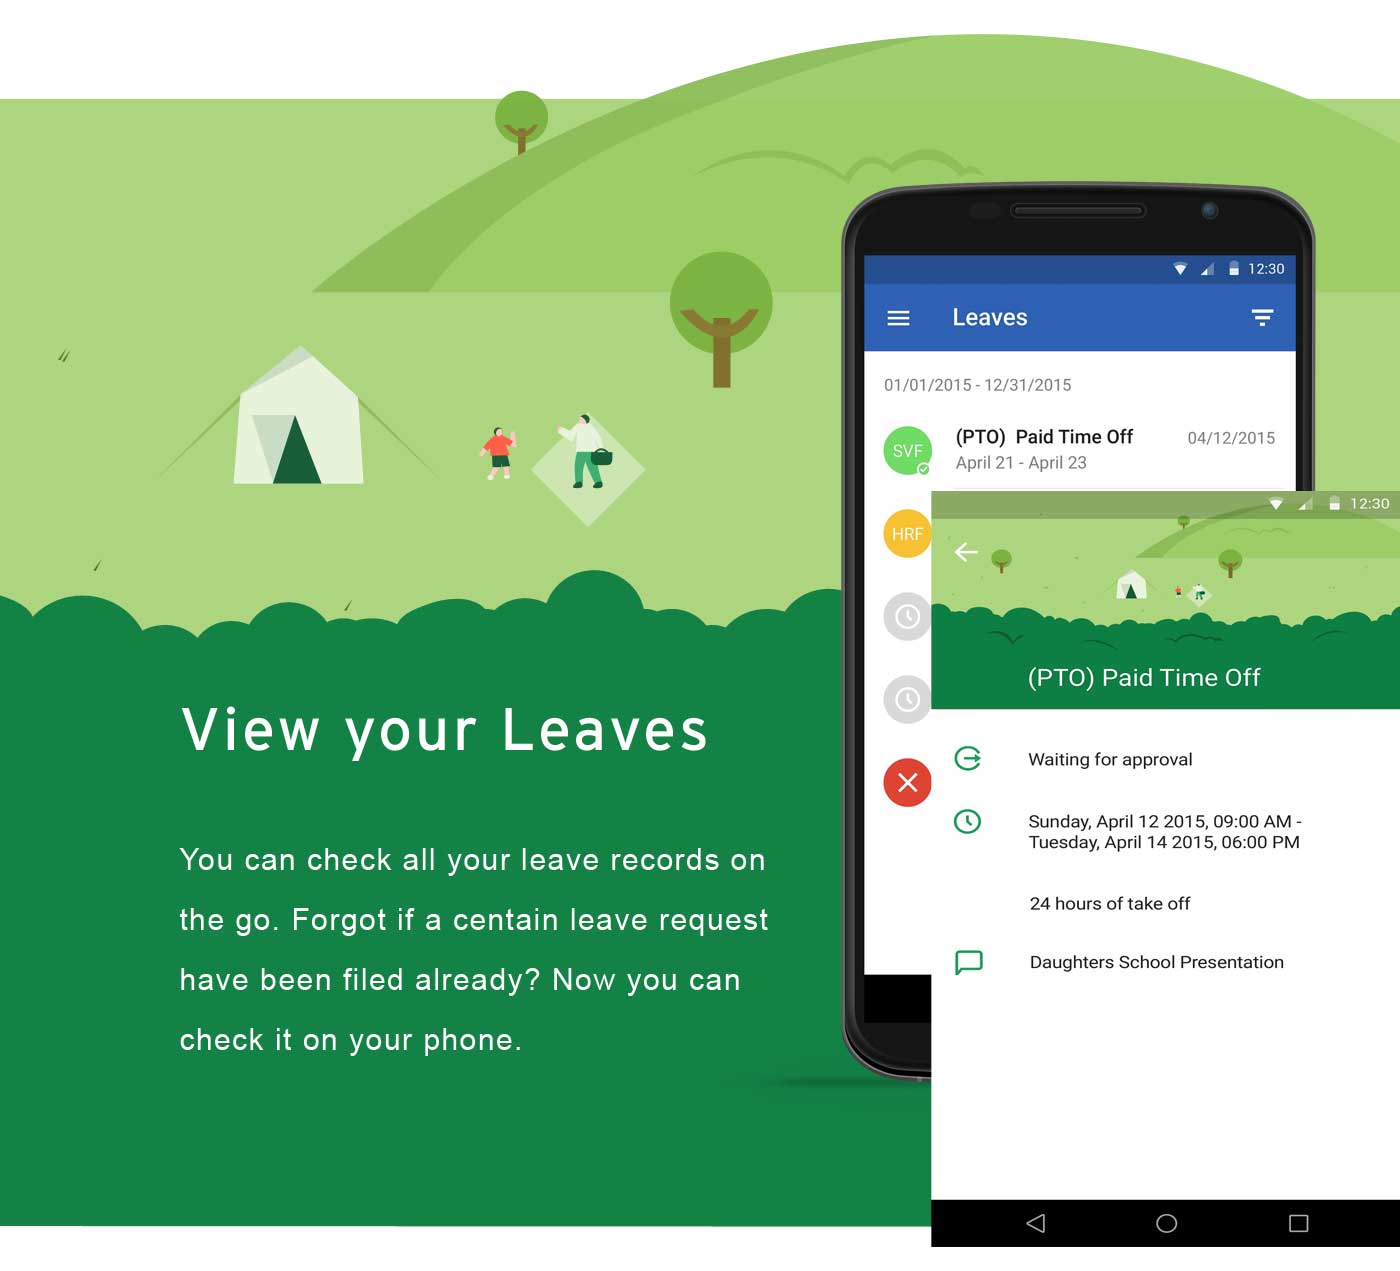 12:30
Leaves
01/01/2015 - 12/31/2015
SVF
(PTO) Paid Time Off
04/12/2015
April 21 - April 23
HRF
12:30
(PTO) Paid Time Off
Waiting for approval
Sunday, April 12 2015, 09:00 AM -
Tuesday, April 14 2015, 06:00 PM
24 hours of take off
Daughters School Presentation
View your Leaves
You can check all your leave records on
the go. Forgot if a centain leave request
have been filed already? Now you can
check it on your phone.